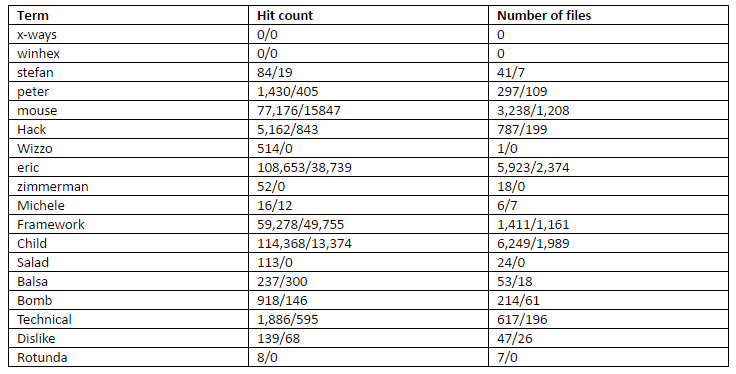 Term Hit count Number of files
x-ways 0/0 0
winhex 0/0 0
stefan 84/19 41/7
peter 1,430/405 297/109
mouse 77,176/15847 3,238/1,208
Hack 5,162/843 787/199
Wizzo 514/0 1/0
eric 108,653/38,739 5,923/2,374
zimmerman 52/0 18/0
Michele 16/12 6/7
Framework 59,278/49,755 1,411/1,161
Child 114,368/13,374 6,249/1,989
Salad 113/0 24/0
Balsa 237/300 53/18
Bomb 918/146 214/61
Technical 1,886/595 617/196
Dislike 139/68 47/26
Rotunda 8/0 7/0